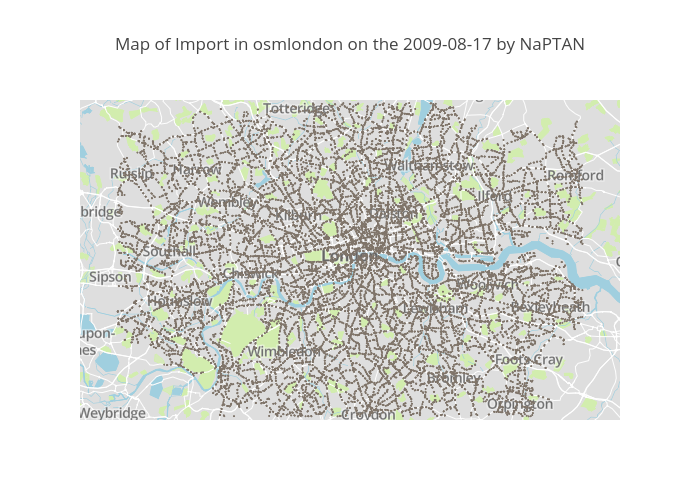 Map of Import in osmlondon on the 2009-08-17 by NaPTAN
Totteridge
Walthamstow
Ruislip
Harrow
Romford
Ilford
Wembley
bridge
Kilburn
Southall
London
Sipson
Chiswick
Woolwich
Hounslow
Lewisham
Bexleyheath
upon-
nes
Wimbledon
Foots Cray
Bromley
Orpington
Weybridge
Croydon